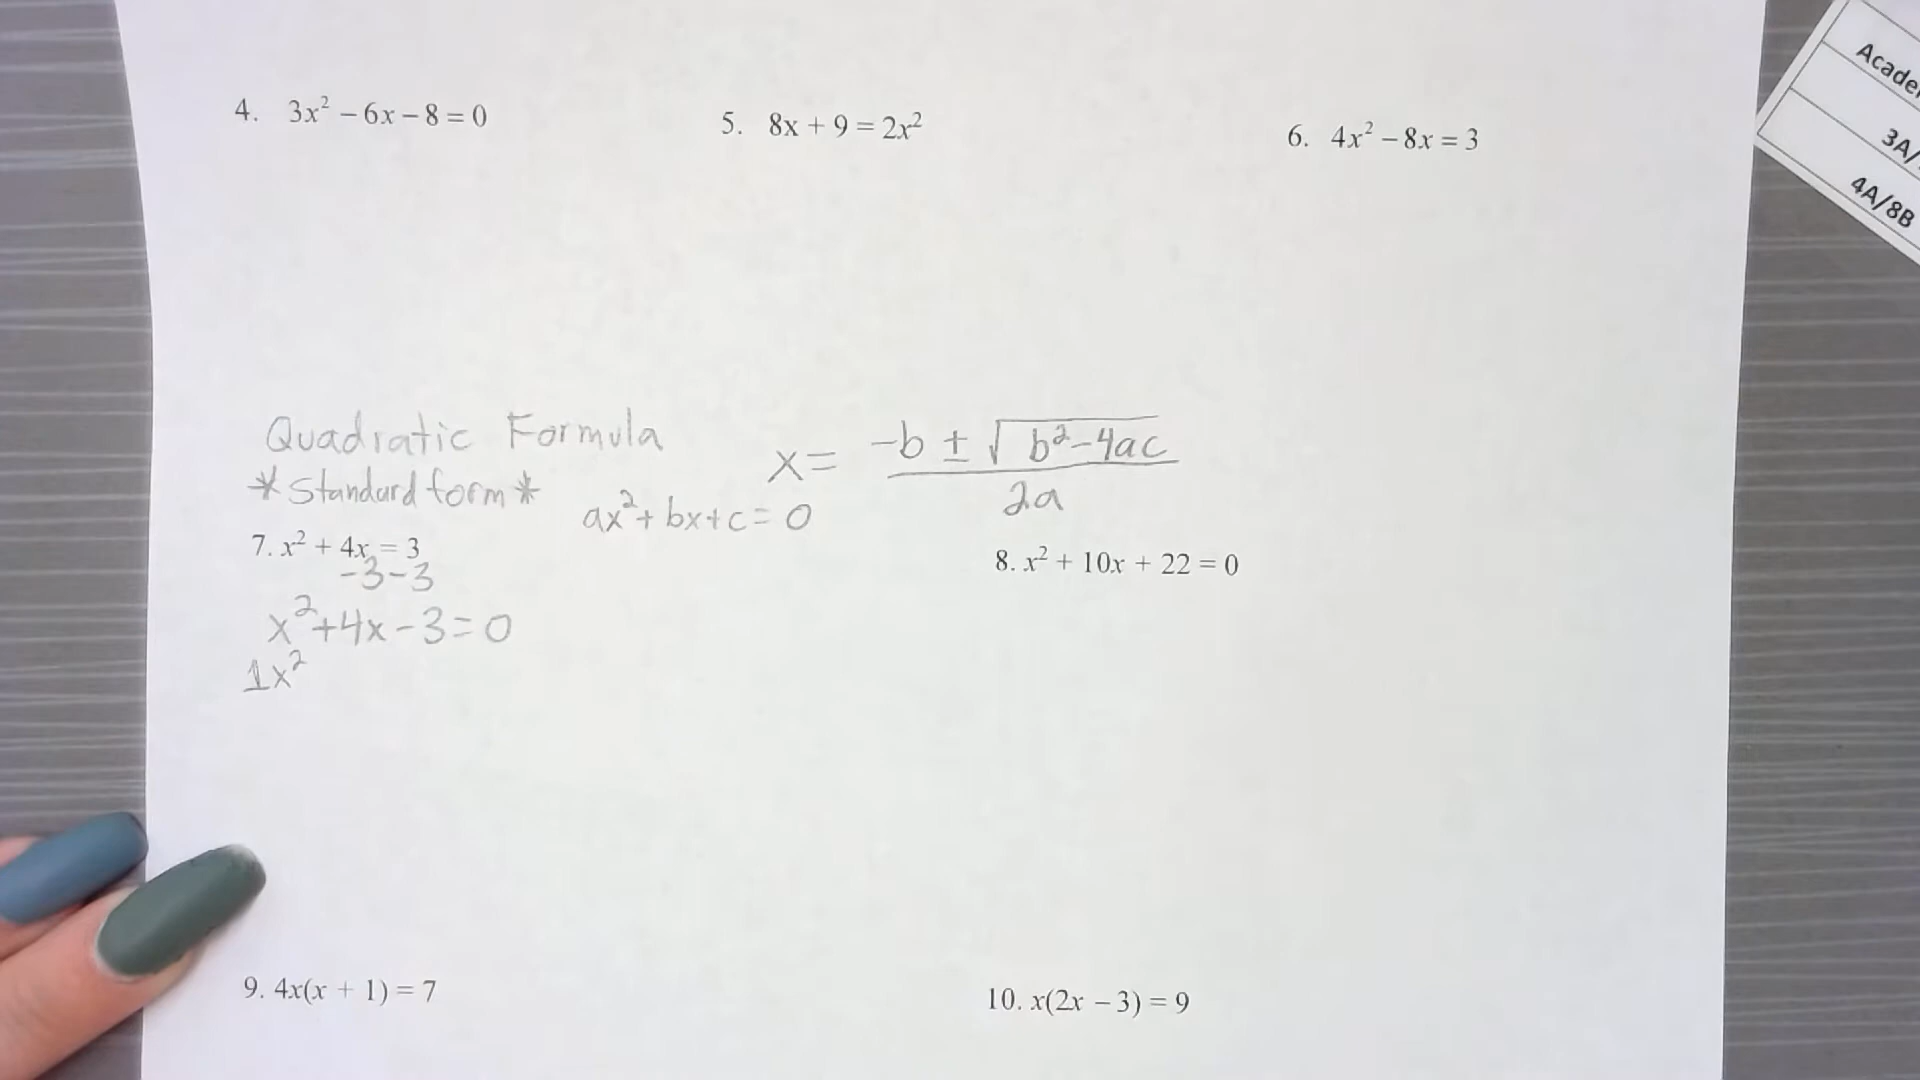 4. 3x² – 6x – 8 = 0
5. 8x + 9 = 2x²
6. 4x² – 8x = 3
Quadratic Formula
x = -b ± √b²-4ac / 2a
*Standard form*
ax²+bx+c=0
7. x² + 4x = 3
-3 -3
x²+4x-3=0
1x²
8. x² + 10x + 22 = 0
9. 4x(x + 1) = 7
10. x(2x – 3) = 9
3A/
4A/8B